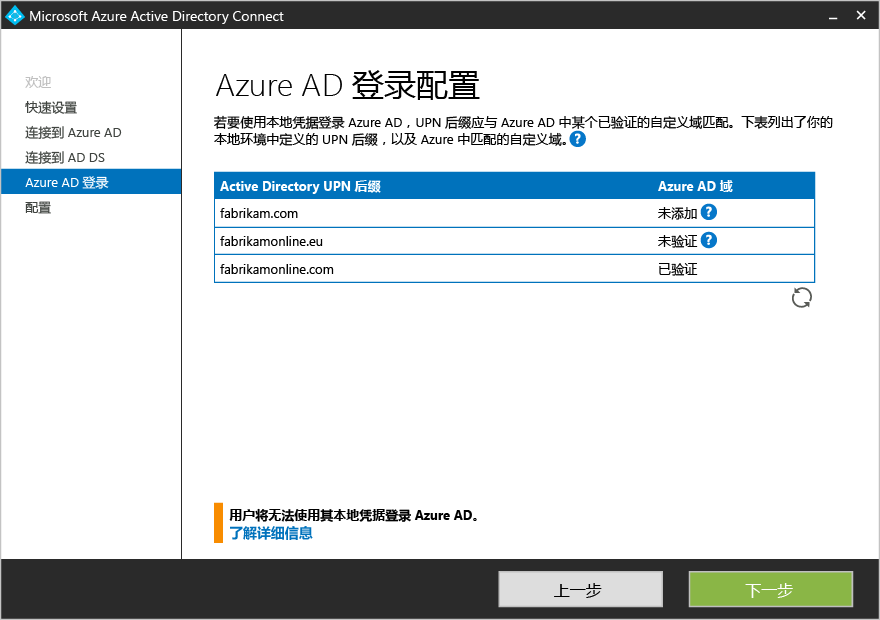 Microsoft Azure Active Directory Connect
欢迎
快速设置
连接到 Azure AD
连接到 AD DS
Azure AD 登录
配置
Azure AD 登录配置
若要使用本地凭据登录 Azure AD，UPN 后缀应与 Azure AD 中某个已验证的自定义域匹配。下表列出了你的
本地环境中定义的 UPN 后缀，以及 Azure 中匹配的自定义域。?
Active Directory UPN 后缀 Azure AD 域
fabrikam.com 未添加 ?
fabrikamonline.eu 未验证 ?
fabrikamonline.com 已验证
用户将无法使用其本地凭据登录 Azure AD。
了解详细信息
上一步 下一步